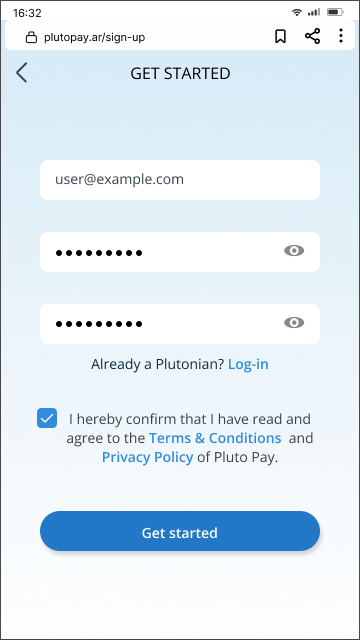 16:32
plutopay.ar/sign-up
GET STARTED
user@example.com
●●●●●●●●●
●●●●●●●●●
Already a Plutonian? Log-in
I hereby confirm that I have read and
agree to the Terms & Conditions and
Privacy Policy of Pluto Pay.
Get started